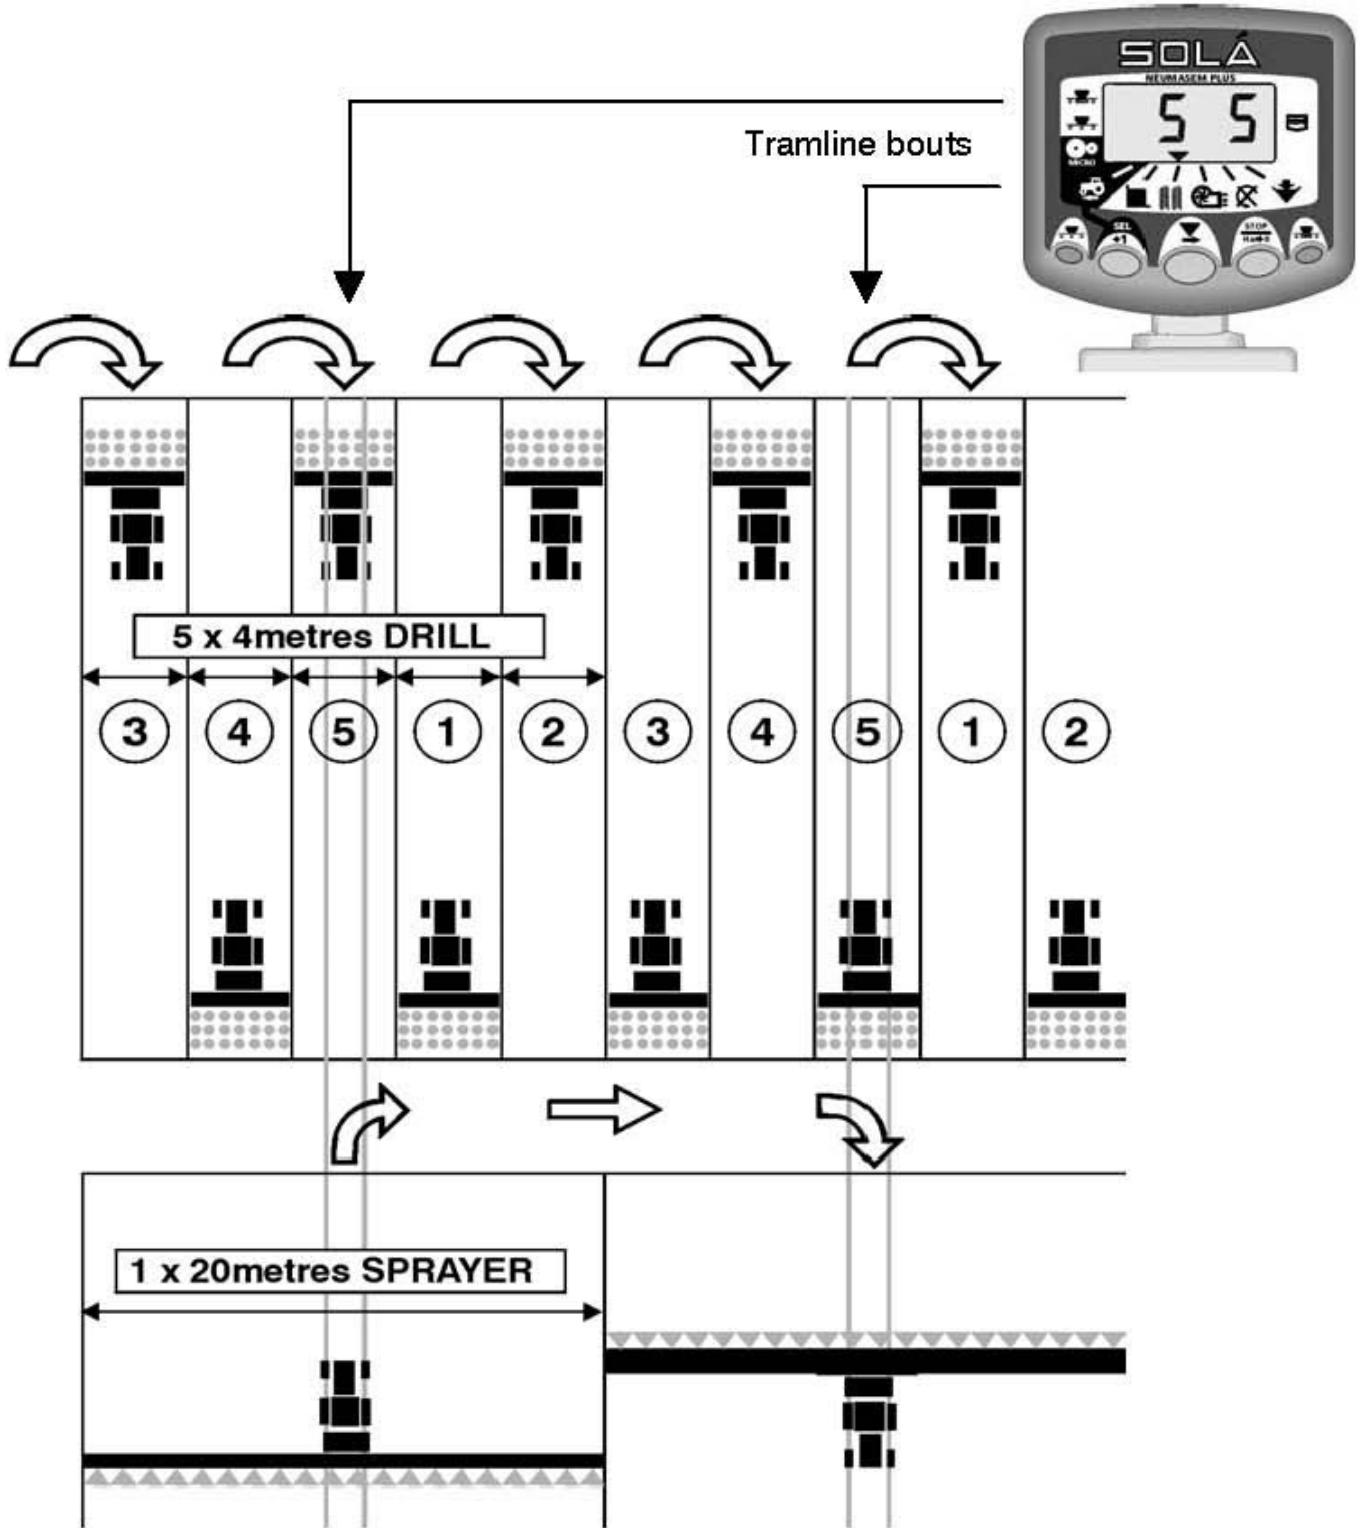 SOLÁ
NEUMASEM PLUS
5 5
Tramline bouts
MICRO
SEL
+1
STOP
5 x 4metres DRILL
3 4 5 1 2 3 4 5 1 2
1 x 20metres SPRAYER